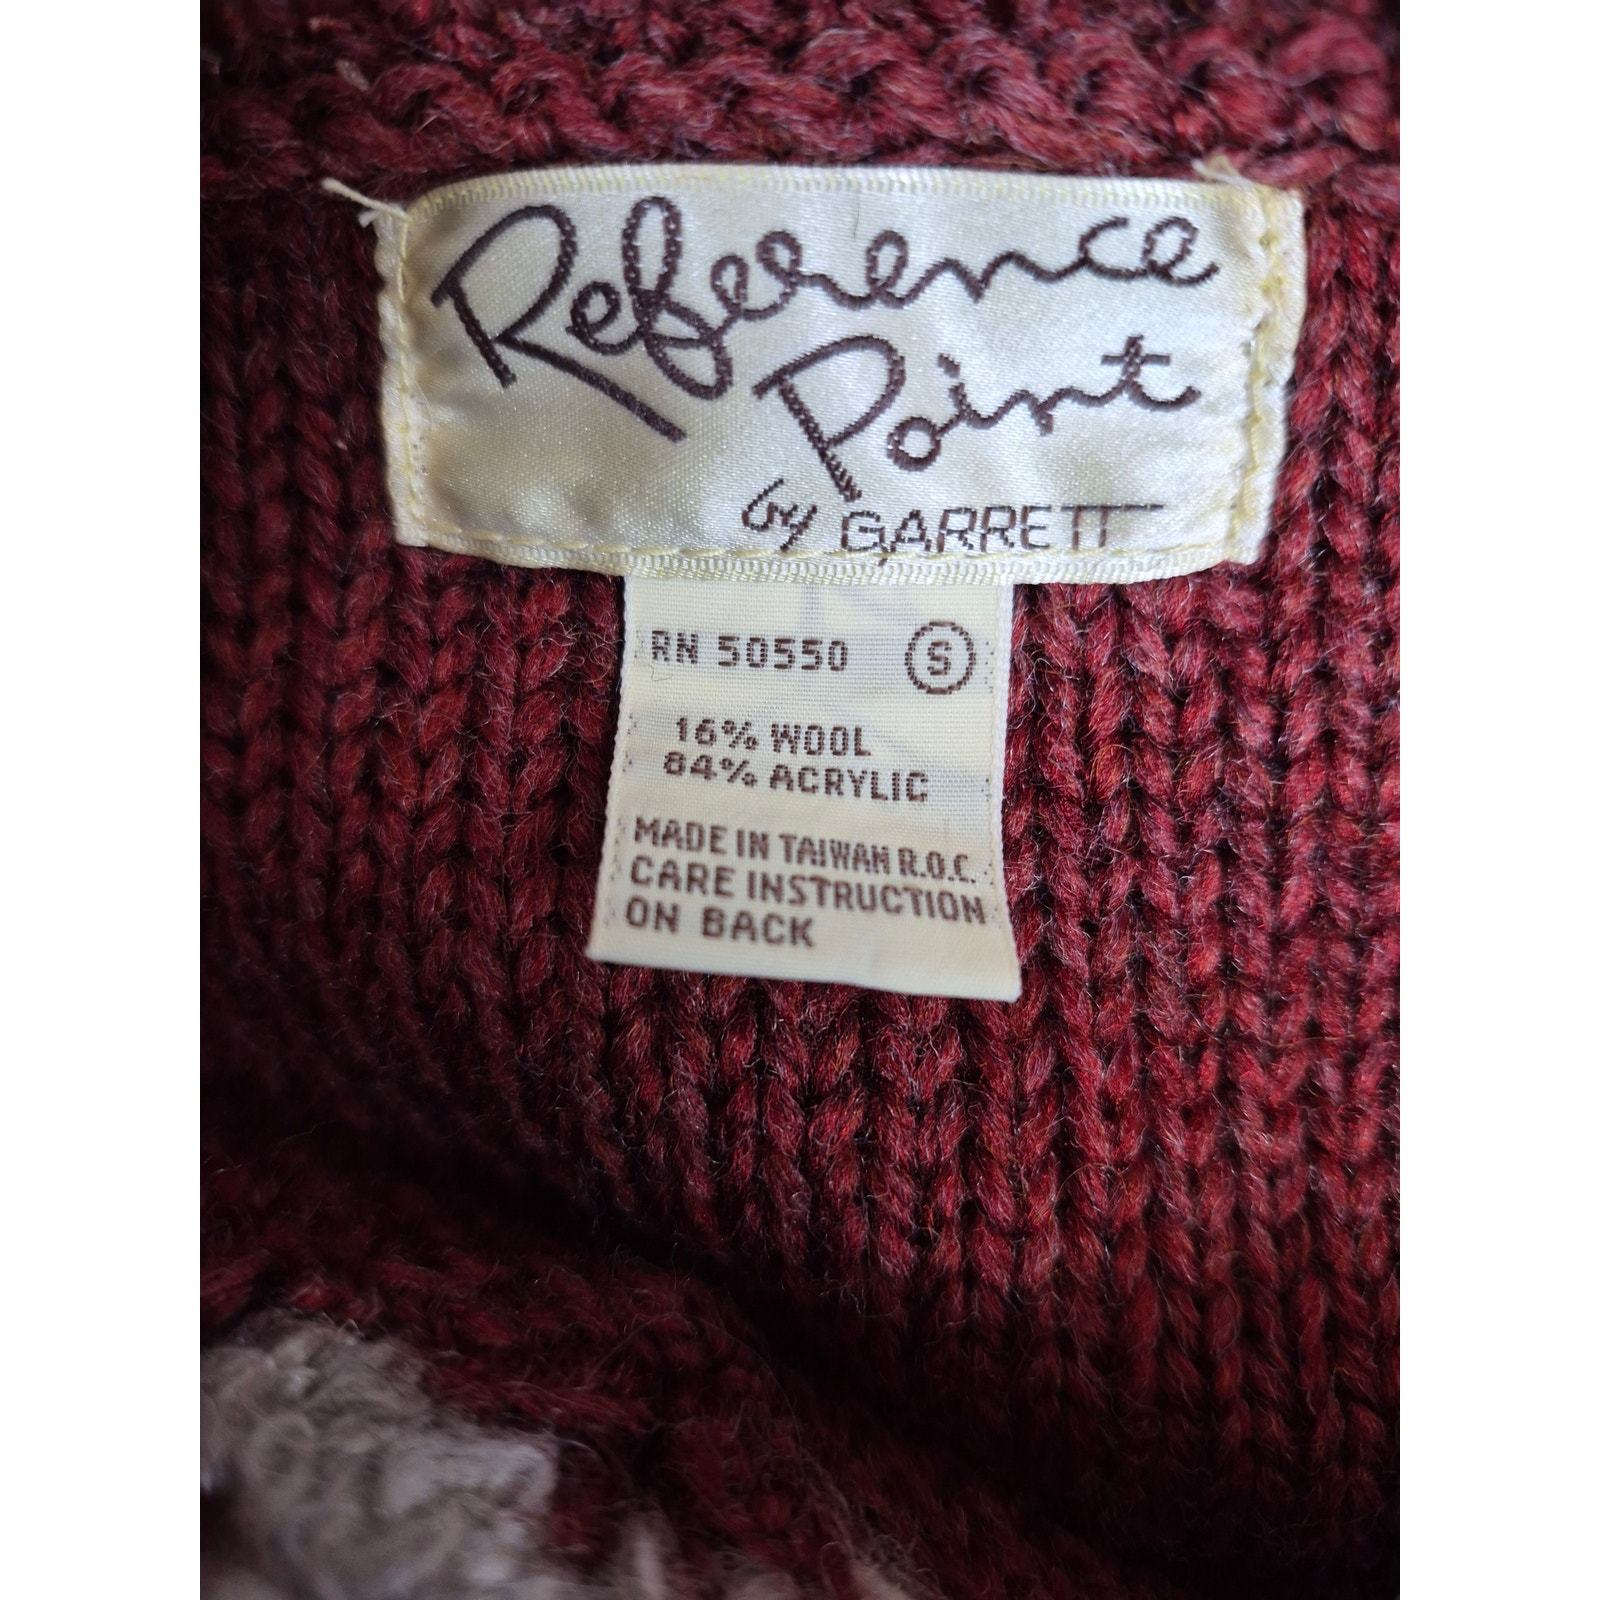 Reference
Point
by GARRETT
RN 50550 S
16% WOOL
84% ACRYLIC
MADE IN TAIWAN R.O.C.
CARE INSTRUCTION
ON BACK